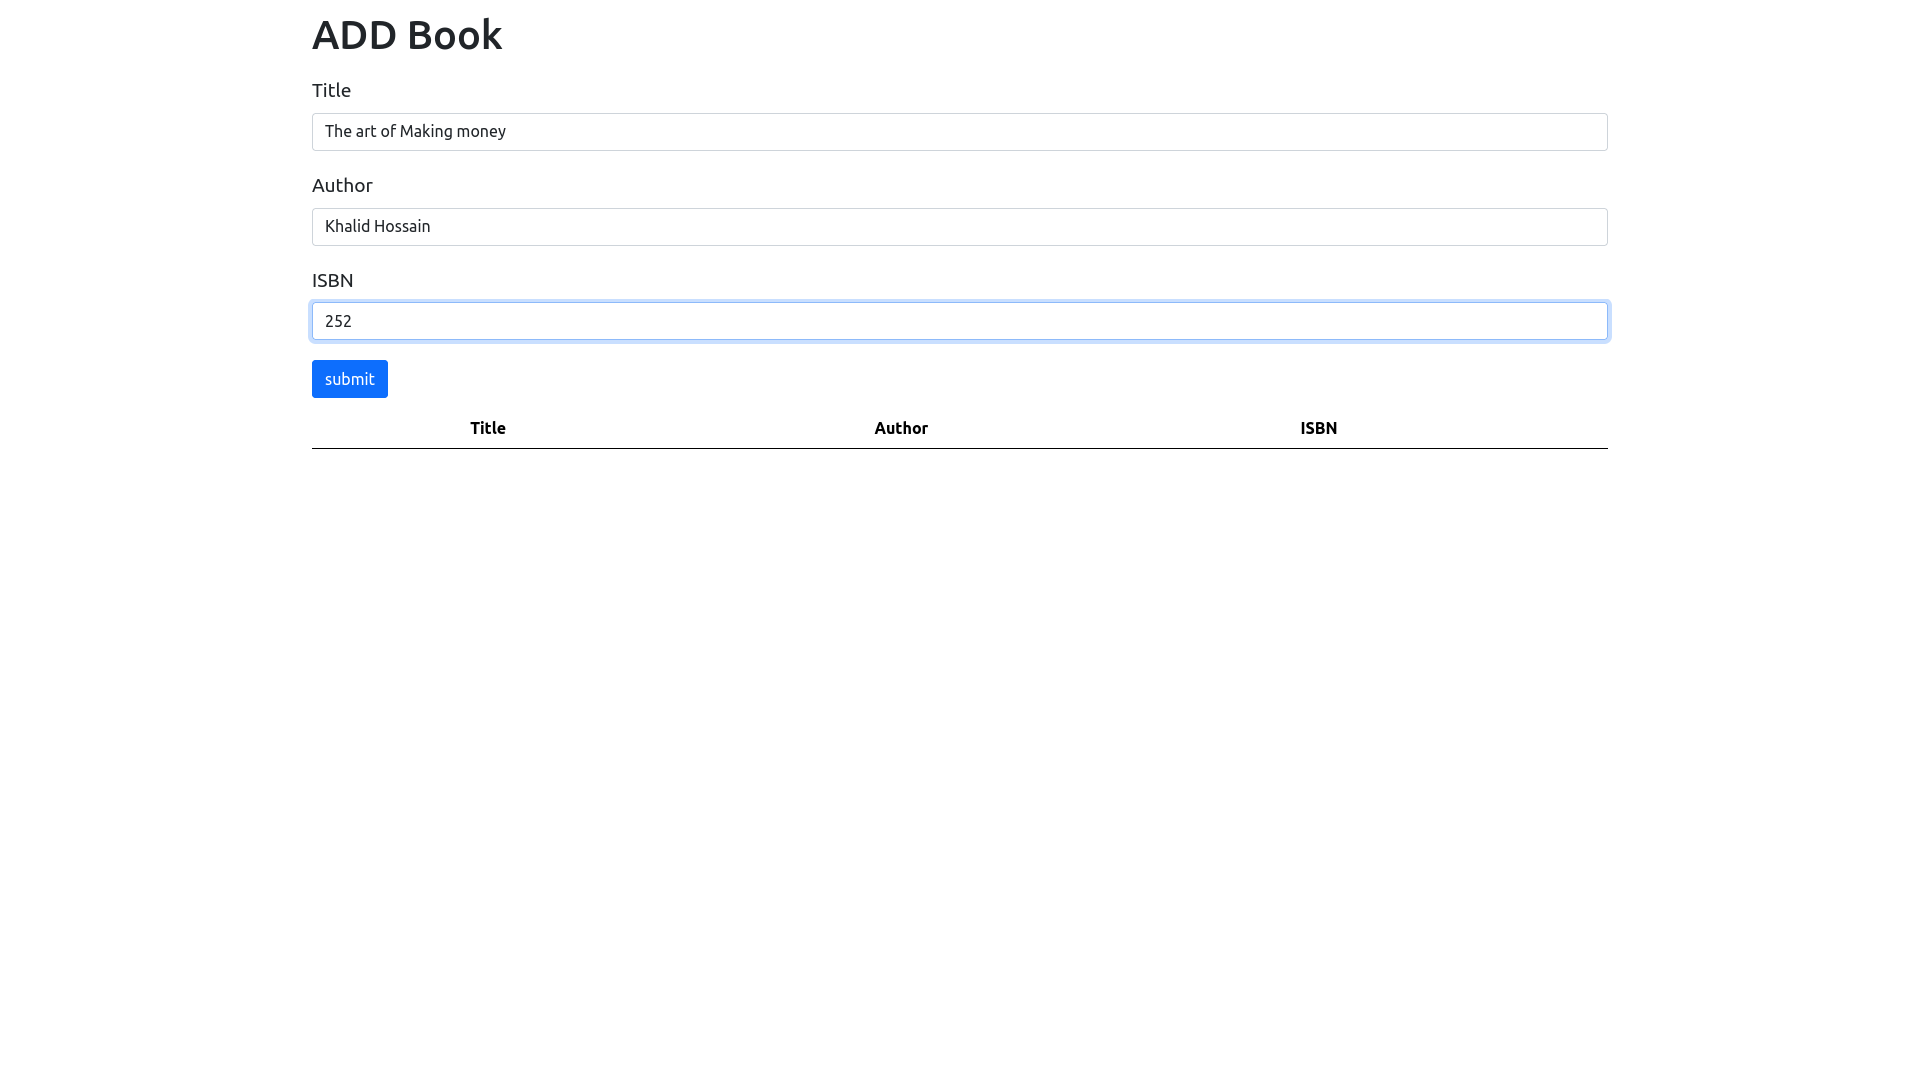 ADD Book
Title
The art of Making money
Author
Khalid Hossain
ISBN
252
submit
Title Author ISBN